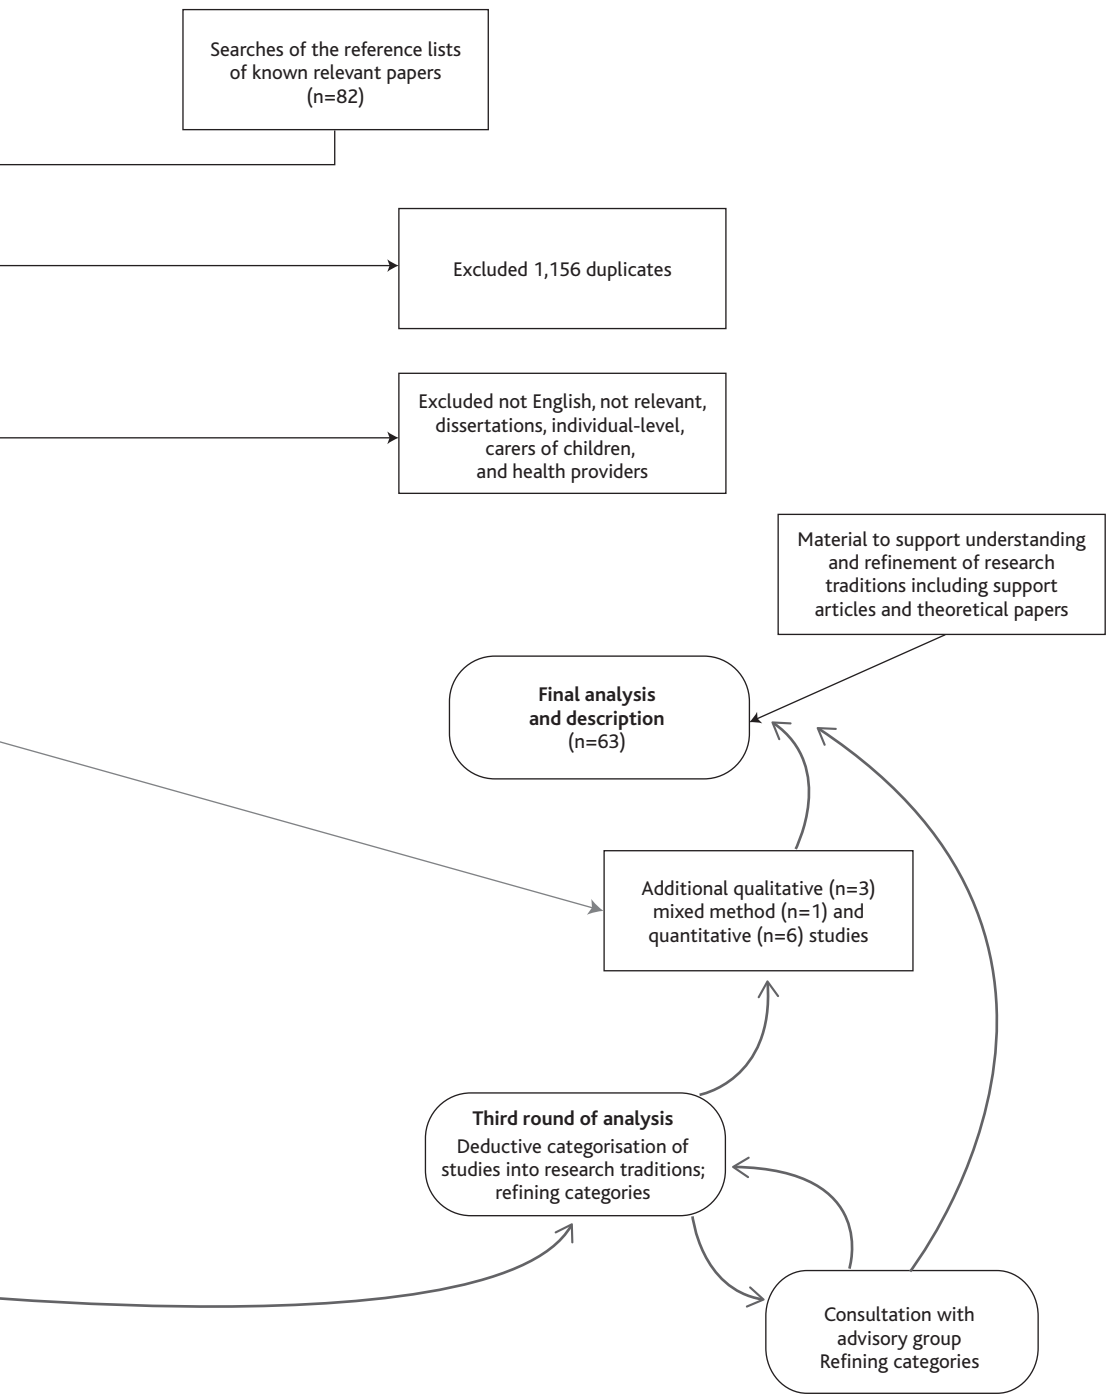 Searches of the reference lists
of known relevant papers
(n=82)
Excluded 1,156 duplicates
Excluded not English, not relevant,
dissertations, individual-level,
carers of children,
and health providers
Material to support understanding
and refinement of research
traditions including support
articles and theoretical papers
Final analysis
and description
(n=63)
Additional qualitative (n=3)
mixed method (n=1) and
quantitative (n=6) studies
Third round of analysis
Deductive categorisation of
studies into research traditions;
refining categories
Consultation with
advisory group
Refining categories